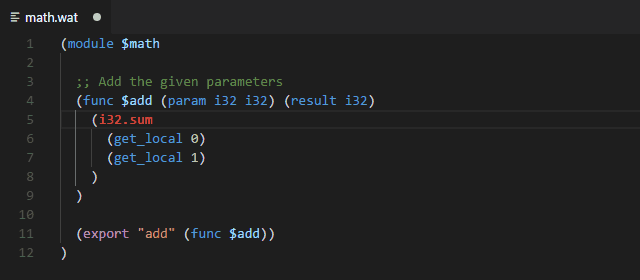 math.wat
1 (module $math
2
3 ;; Add the given parameters
4 (func $add (param i32 i32) (result i32)
5 (i32.sum
6 (get_local 0)
7 (get_local 1)
8 )
9 )
10
11 (export "add" (func $add))
12 )